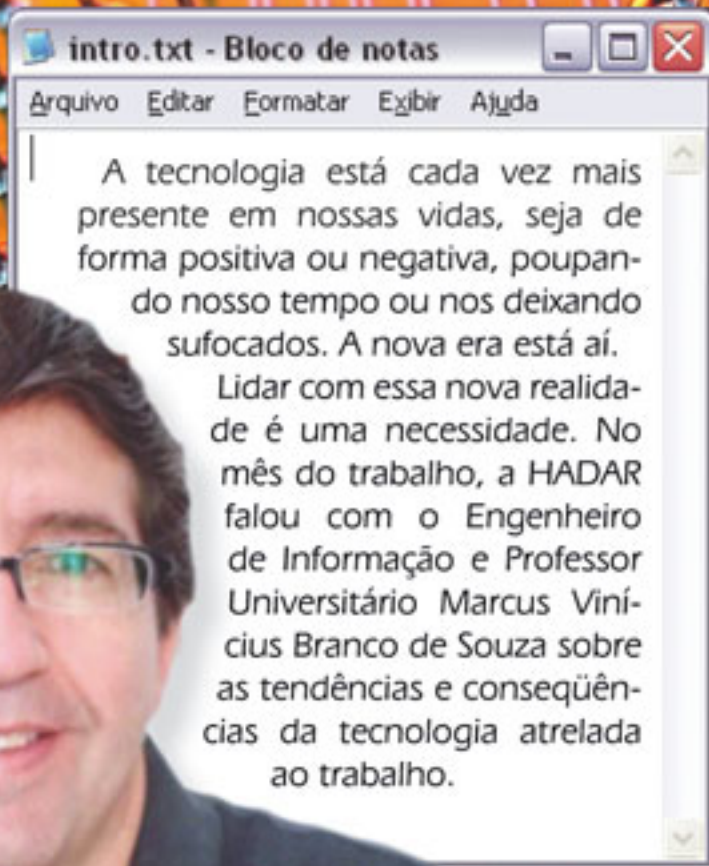 intro.txt - Bloco de notas
Arquivo Editar Formatar Exibir Ajuda
A tecnologia está cada vez mais
presente em nossas vidas, seja de
forma positiva ou negativa, poupan-
do nosso tempo ou nos deixando
sufocados. A nova era está aí.
Lidar com essa nova realida-
de é uma necessidade. No
mês do trabalho, a HADAR
falou com o Engenheiro
de Informação e Professor
Universitário Marcus Viní-
cius Branco de Souza sobre
as tendências e conseqüên-
cias da tecnologia atrelada
ao trabalho.